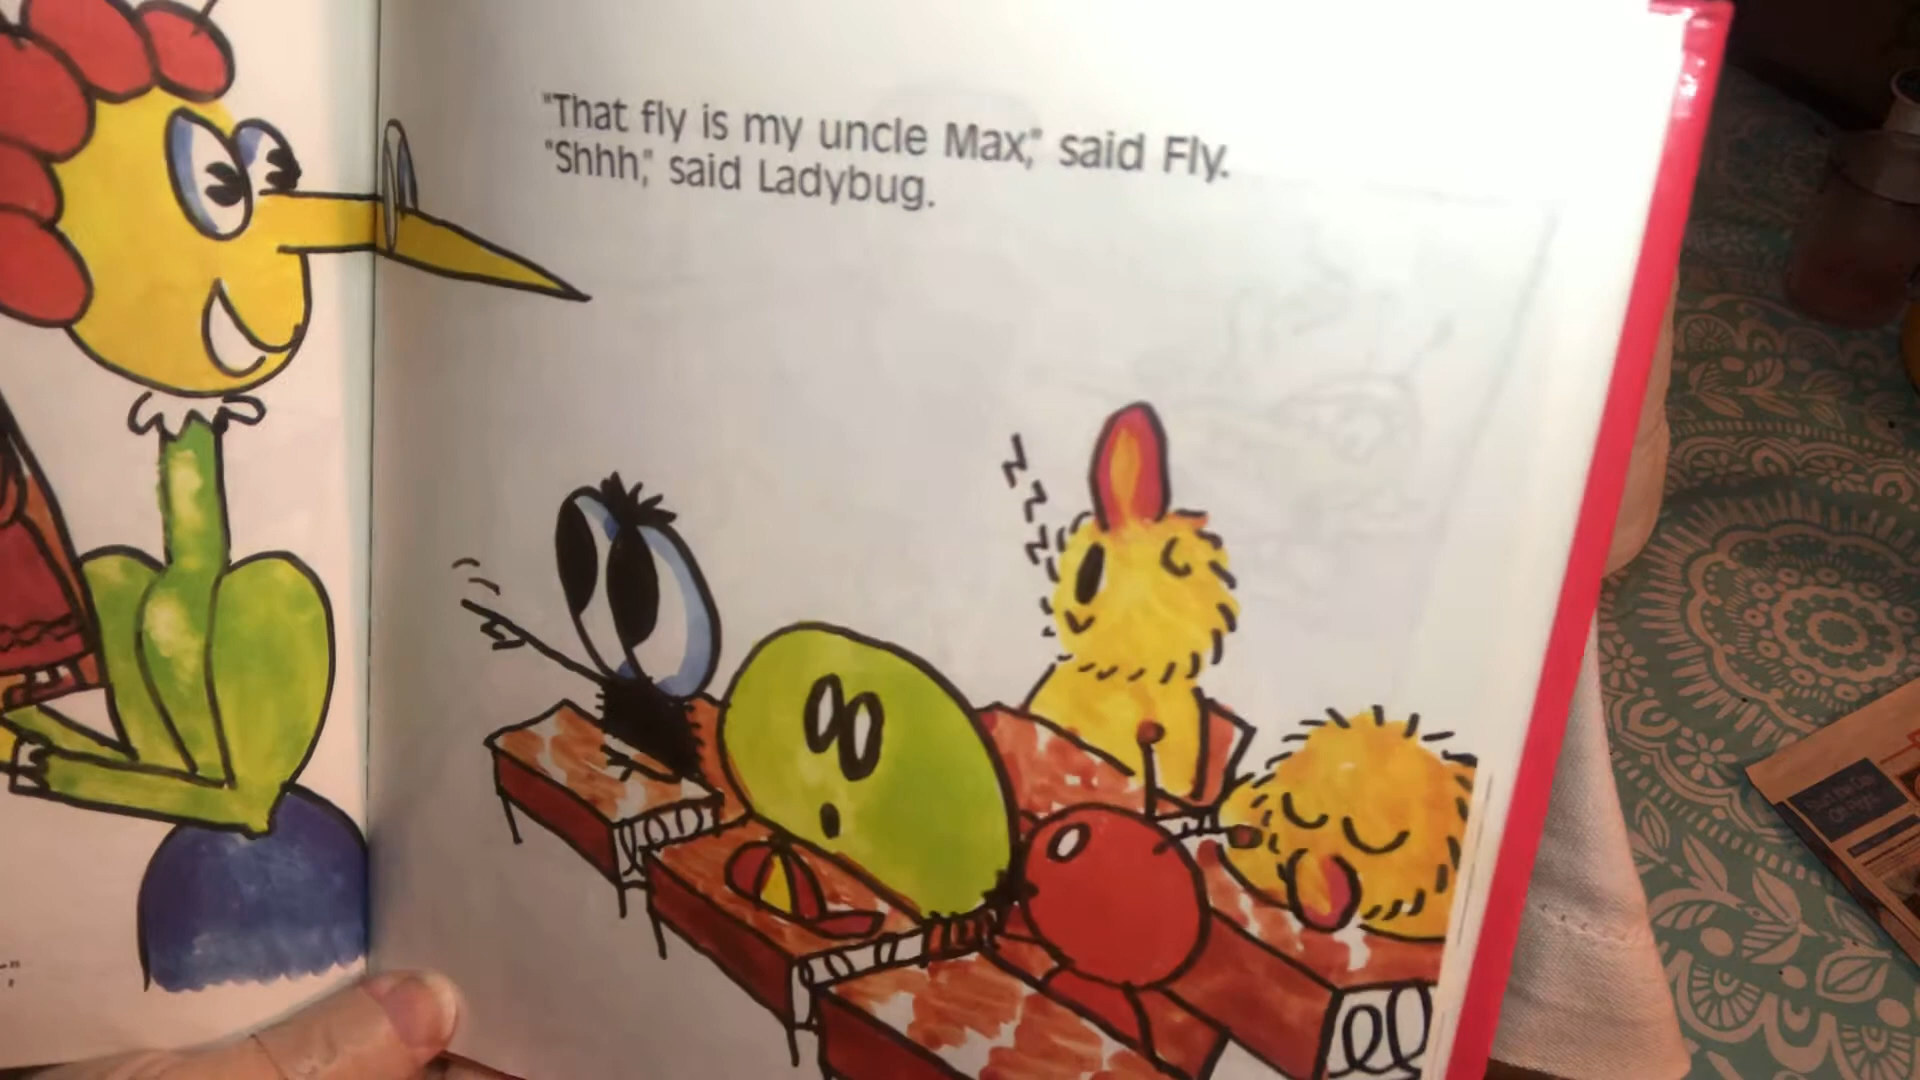 "That fly is my uncle Max," said Fly.
"Shhh," said Ladybug.
z z z z